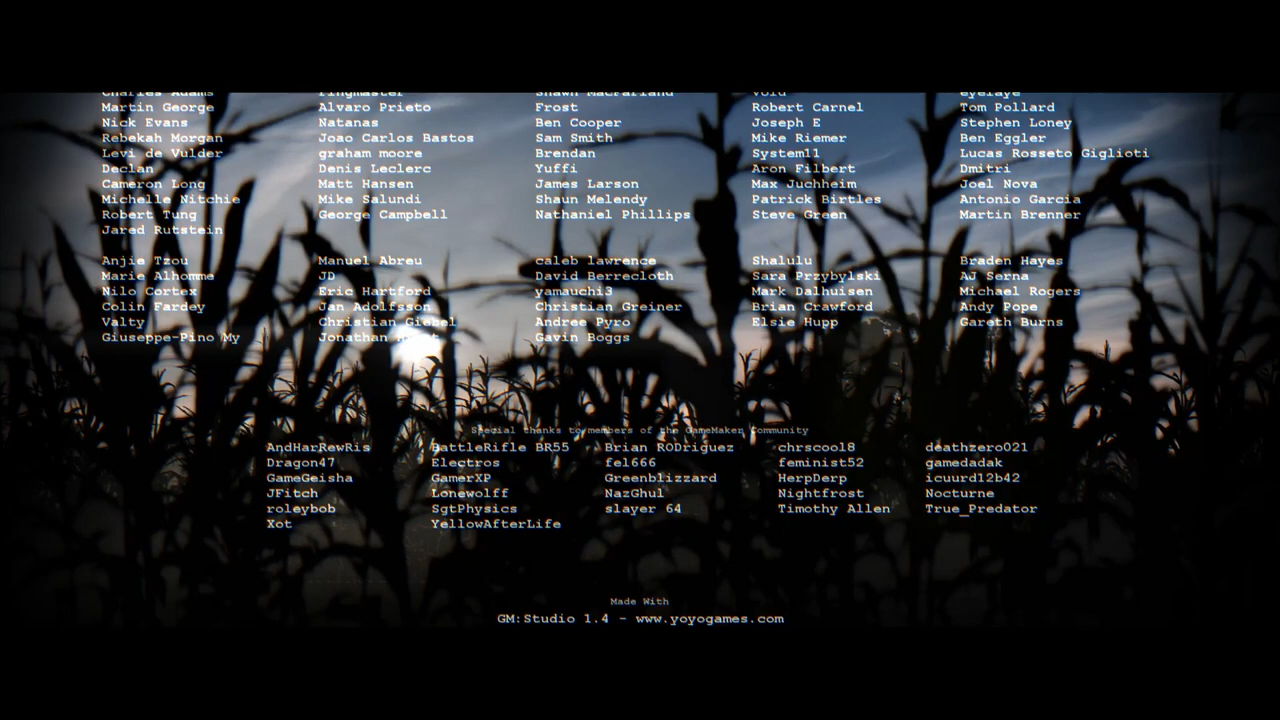 Charles Adams Ringmaster Shawn MacFarland Void eyelaye
Martin George Alvaro Prieto Frost Robert Carnel Tom Pollard
Nick Evans Natanas Ben Cooper Joseph E Stephen Loney
Rebekah Morgan Joao Carlos Bastos Sam Smith Mike Riemer Ben Eggler
Levi de Vulder graham moore Brendan System11 Lucas Rosseto Giglioti
Declan Denis Leclerc Yuffi Aron Filbert Dmitri
Cameron Long Matt Hansen James Larson Max Juchheim Joel Nova
Michelle Nitchie Mike Salundi Shaun Melendy Patrick Birtles Antonio Garcia
Robert Tung George Campbell Nathaniel Phillips Steve Green Martin Brenner
Jared Rutstein
Anjie Tzou Manuel Abreu caleb lawrence Shalulu Braden Hayes
Marie Alhomme JD David Berrecloth Sara Przybylski AJ Serna
Nilo Cortex Eric Hartford yamauchi3 Mark Dalhuisen Michael Rogers
Colin Fardey Jan Adolfsson Christian Greiner Brian Crawford Andy Pope
Valty Christian Giebel Andree Pyro Elsie Hupp Gareth Burns
Giuseppe-Pino My Jonathan Gavin Boggs
Special thanks to members of the GameMaker Community
AndHarRewRis BattleRifle BR55 Brian RODriguez chrscool8 deathzero021
Dragon47 Electros fel666 feminist52 gamedadak
GameGeisha GamerXP Greenblizzard HerpDerp icuurd12b42
JFitch Lonewolff NazGhul Nightfrost Nocturne
roleybob SgtPhysics slayer 64 Timothy Allen True_Predator
Xot YellowAfterLife
Made With
GM:Studio 1.4 - www.yoyogames.com